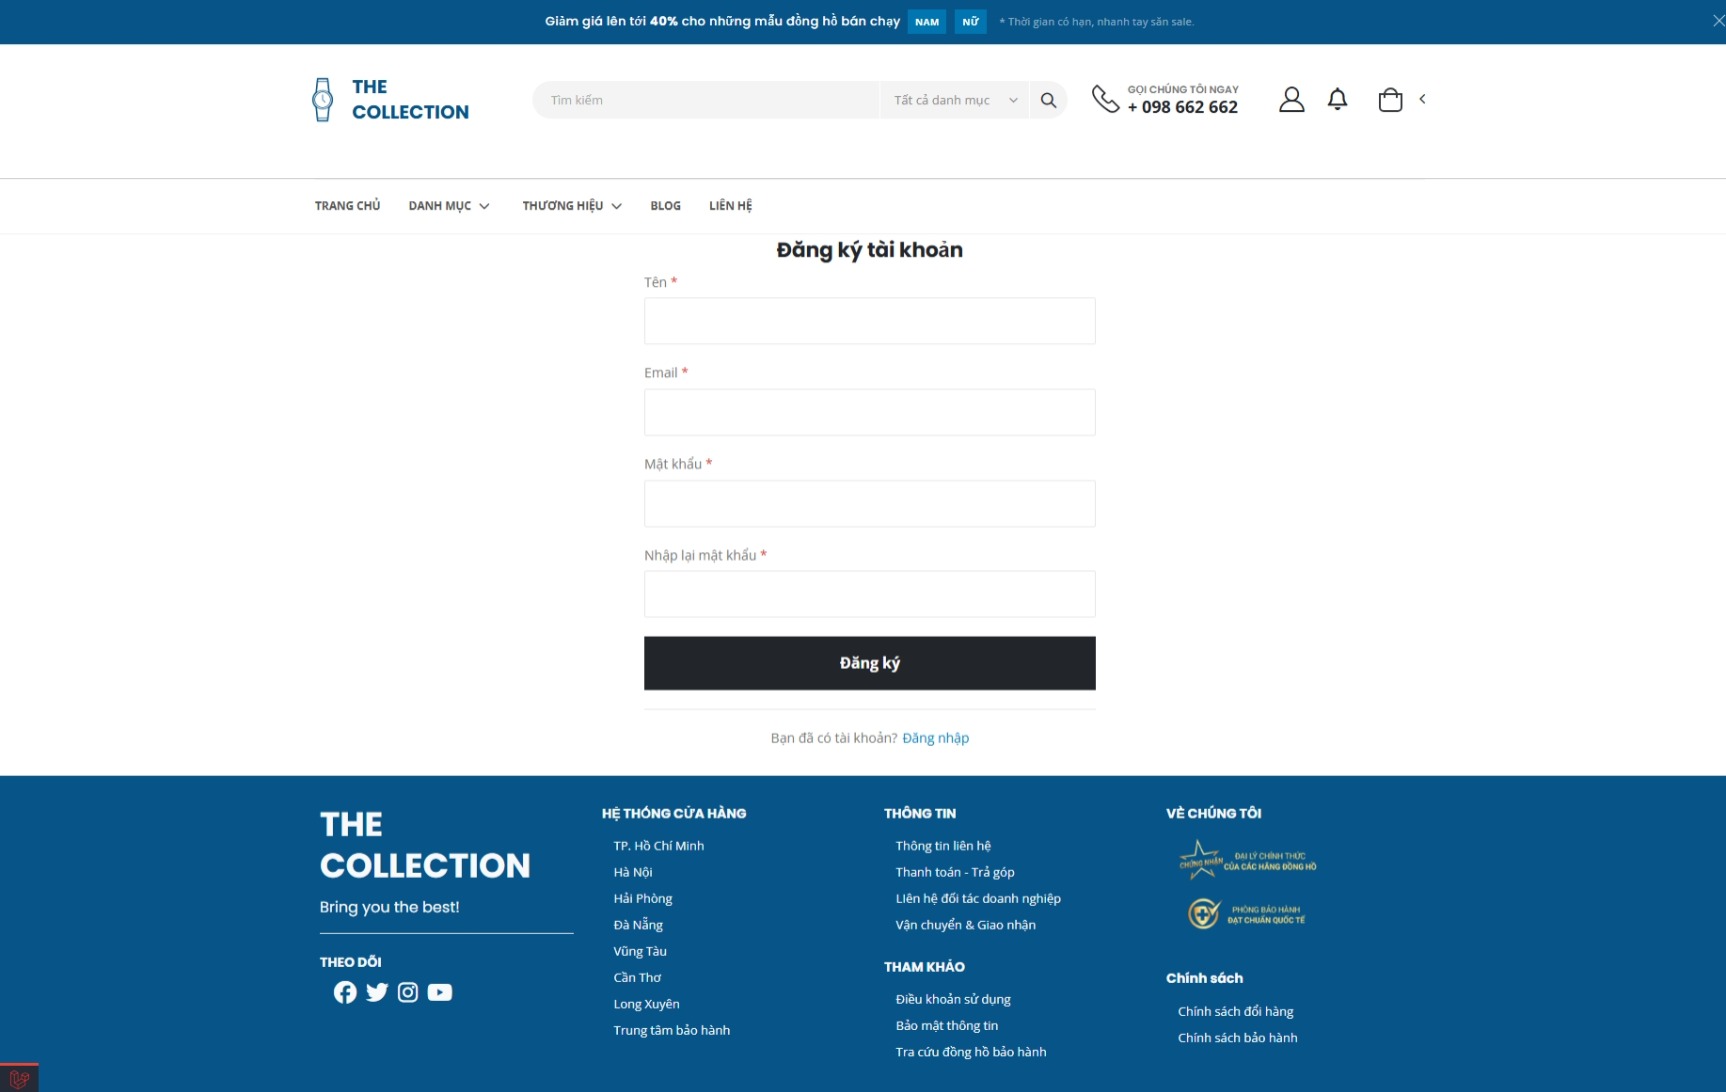 Giảm giá lên tới 40% cho những mẫu đồng hồ bán chạy NAM NỮ * Thời gian có hạn, nhanh tay săn sale.
THE
COLLECTION
Tìm kiếm
Tất cả danh mục
GỌI CHÚNG TÔI NGAY
+ 098 662 662
TRANG CHỦ DANH MỤC THƯƠNG HIỆU BLOG LIÊN HỆ
Đăng ký tài khoản
Tên *
Email *
Mật khẩu *
Nhập lại mật khẩu *
Đăng ký
Bạn đã có tài khoản? Đăng nhập
THE
COLLECTION
Bring you the best!
THEO DÕI
HỆ THỐNG CỬA HÀNG
TP. Hồ Chí Minh
Hà Nội
Hải Phòng
Đà Nẵng
Vũng Tàu
Cần Thơ
Long Xuyên
Trung tâm bảo hành
THÔNG TIN
Thông tin liên hệ
Thanh toán - Trả góp
Liên hệ đối tác doanh nghiệp
Vận chuyển & Giao nhận
THAM KHẢO
Điều khoản sử dụng
Bảo mật thông tin
Tra cứu đồng hồ bảo hành
VỀ CHÚNG TÔI
CHỨNG NHẬN
ĐẠI LÝ CHÍNH THỨC
CỦA CÁC HÃNG ĐỒNG HỒ
PHÒNG BẢO HÀNH
ĐẠT CHUẨN QUỐC TẾ
Chính sách
Chính sách đổi hàng
Chính sách bảo hành